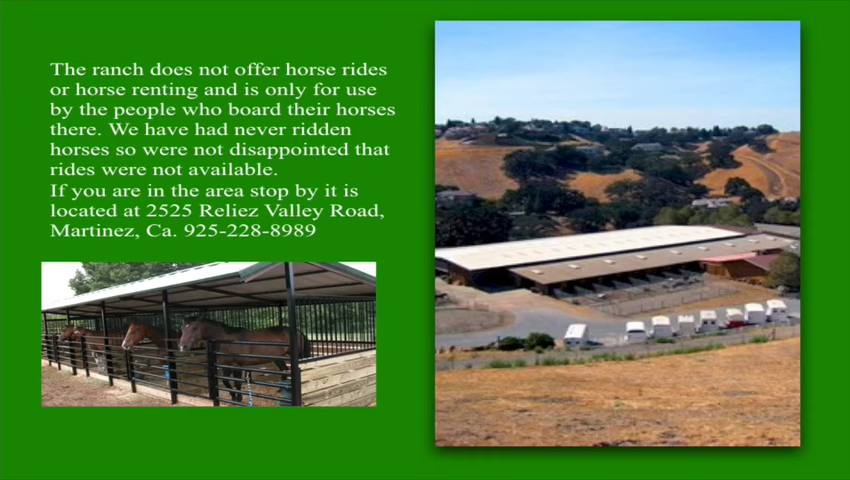 The ranch does not offer horse rides
or horse renting and is only for use
by the people who board their horses
there. We have had never ridden
horses so were not disappointed that
rides were not available.
If you are in the area stop by it is
located at 2525 Reliez Valley Road,
Martinez, Ca. 925-228-8989